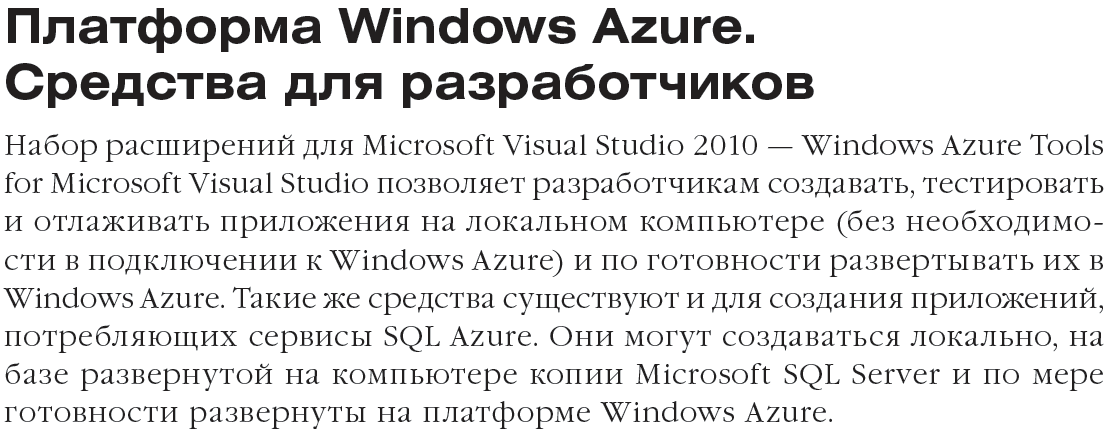 Платформа Windows Azure.
Средства для разработчиков
Набор расширений для Microsoft Visual Studio 2010 — Windows Azure Tools
for Microsoft Visual Studio позволяет разработчикам создавать, тестировать
и отлаживать приложения на локальном компьютере (без необходимо-
сти в подключении к Windows Azure) и по готовности развертывать их в
Windows Azure. Такие же средства существуют и для создания приложений,
потребляющих сервисы SQL Azure. Они могут создаваться локально, на
базе развернутой на компьютере копии Microsoft SQL Server и по мере
готовности развернуты на платформе Windows Azure.